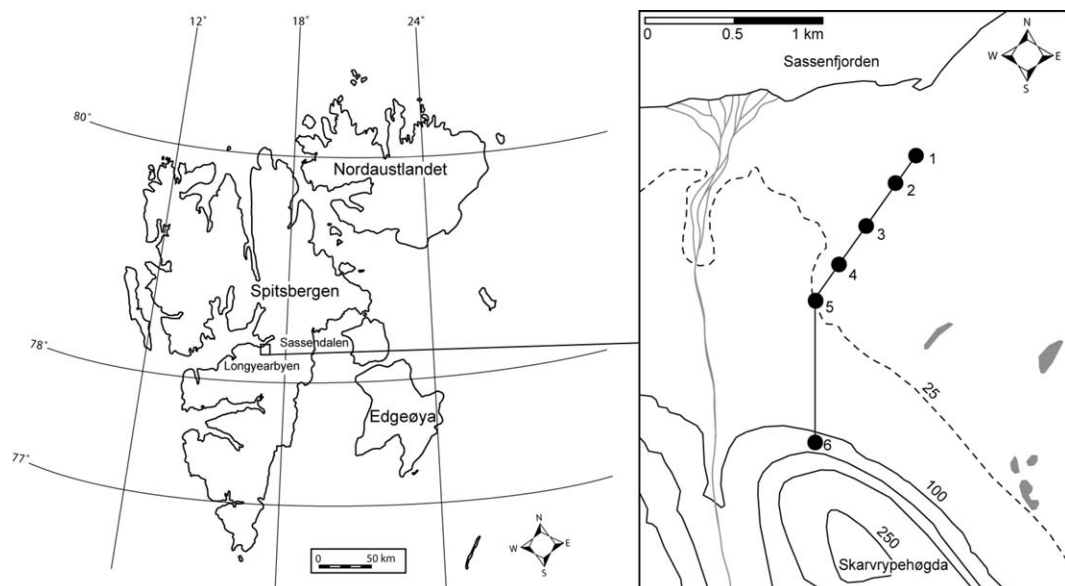 12°
18°
24°
80°
Nordaustlandet
Spitsbergen
Sassendalen
78°
Longyearbyen
Edgeøya
77°
N
W E
S
0 50 km
0 0.5 1 km
Sassenfjorden
N
W E
S
1
2
3
4
5
25
6
100
250
Skarvrypehøgda